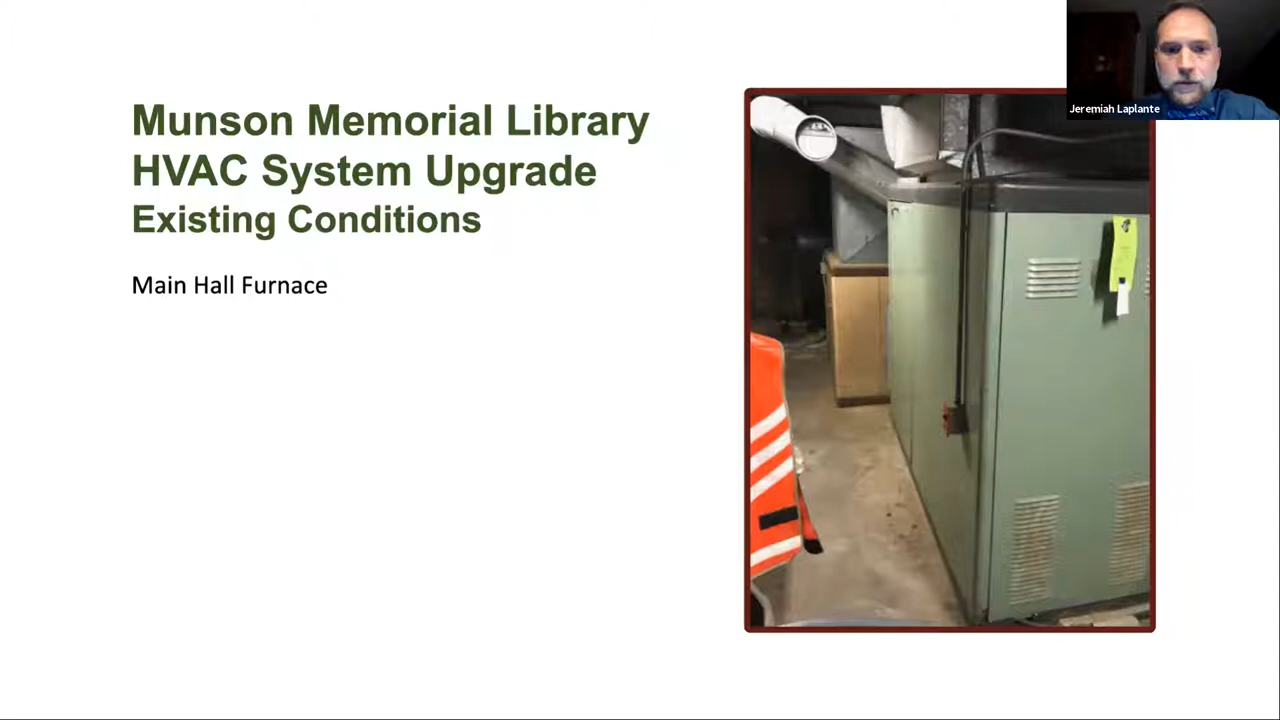 Munson Memorial Library
HVAC System Upgrade
Existing Conditions
Main Hall Furnace
Jeremiah Laplante